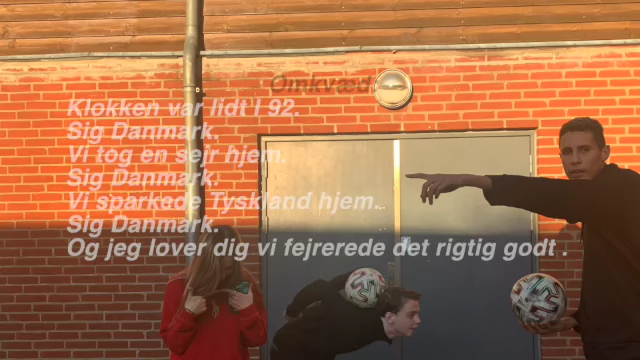 Omkvæd
Klokken var lidt i 92.
Sig Danmark.
Vi tog en sejr hjem.
Sig Danmark.
Vi sparkede Tyskland hjem.
Sig Danmark.
Og jeg lover dig vi fejrerede det rigtig godt .